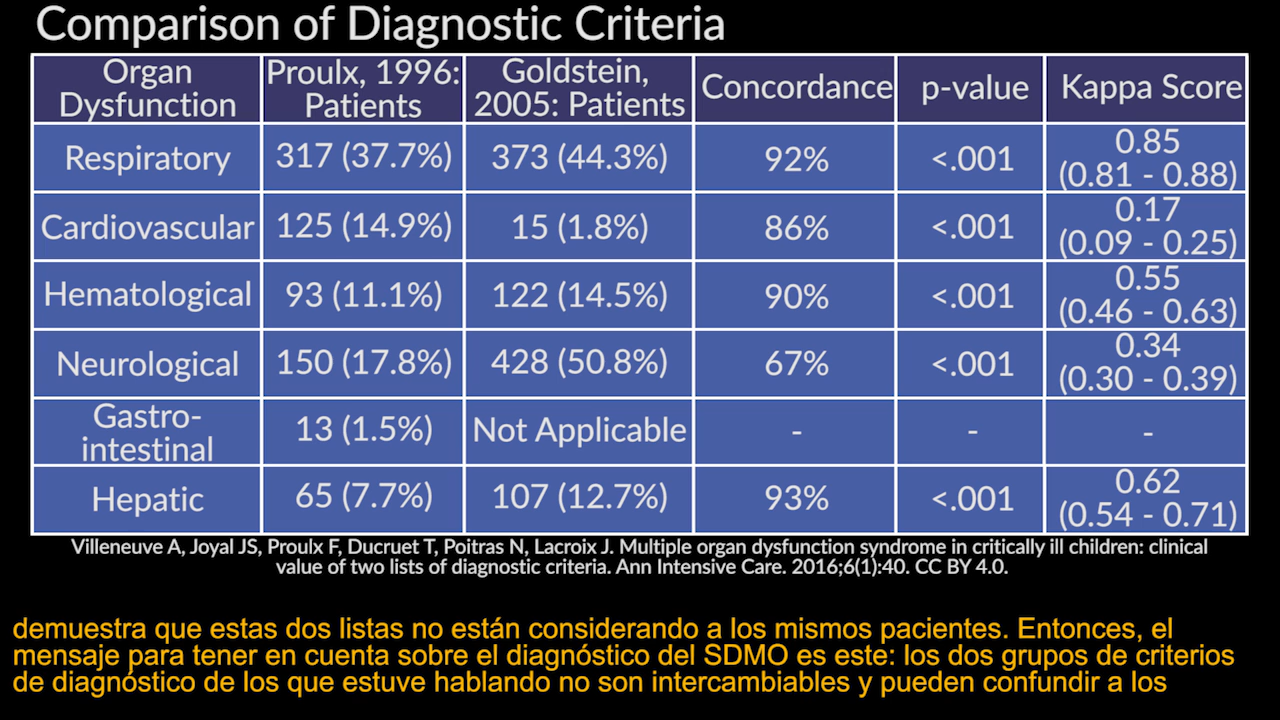 Comparison of Diagnostic Criteria
Organ Dysfunction Proulx, 1996: Patients Goldstein, 2005: Patients Concordance p-value Kappa Score
Respiratory 317 (37.7%) 373 (44.3%) 92% <.001 0.85 (0.81 - 0.88)
Cardiovascular 125 (14.9%) 15 (1.8%) 86% <.001 0.17 (0.09 - 0.25)
Hematological 93 (11.1%) 122 (14.5%) 90% <.001 0.55 (0.46 - 0.63)
Neurological 150 (17.8%) 428 (50.8%) 67% <.001 0.34 (0.30 - 0.39)
Gastro-intestinal 13 (1.5%) Not Applicable - - -
Hepatic 65 (7.7%) 107 (12.7%) 93% <.001 0.62 (0.54 - 0.71)
Villeneuve A, Joyal JS, Proulx F, Ducruet T, Poitras N, Lacroix J. Multiple organ dysfunction syndrome in critically ill children: clinical
value of two lists of diagnostic criteria. Ann Intensive Care. 2016;6(1):40. CC BY 4.0.
demuestra que estas dos listas no están considerando a los mismos pacientes. Entonces, el
mensaje para tener en cuenta sobre el diagnóstico del SDMO es este: los dos grupos de criterios
de diagnóstico de los que estuve hablando no son intercambiables y pueden confundir a los